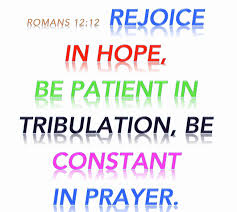 ROMANS 12:12 REJOICE
IN HOPE,
BE PATIENT IN
TRIBULATION, BE
CONSTANT
IN PRAYER.